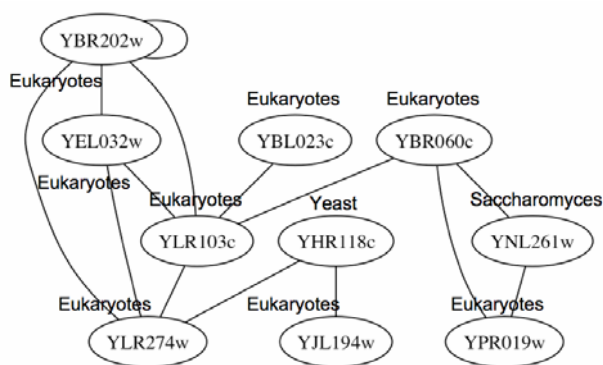 YBR202w
Eukaryotes
Eukaryotes Eukaryotes
YEL032w YBL023c YBR060c
Eukaryotes Eukaryotes Yeast Saccharomyces
YLR103c YHR118c YNL261w
Eukaryotes Eukaryotes Eukaryotes
YLR274w YJL194w YPR019w